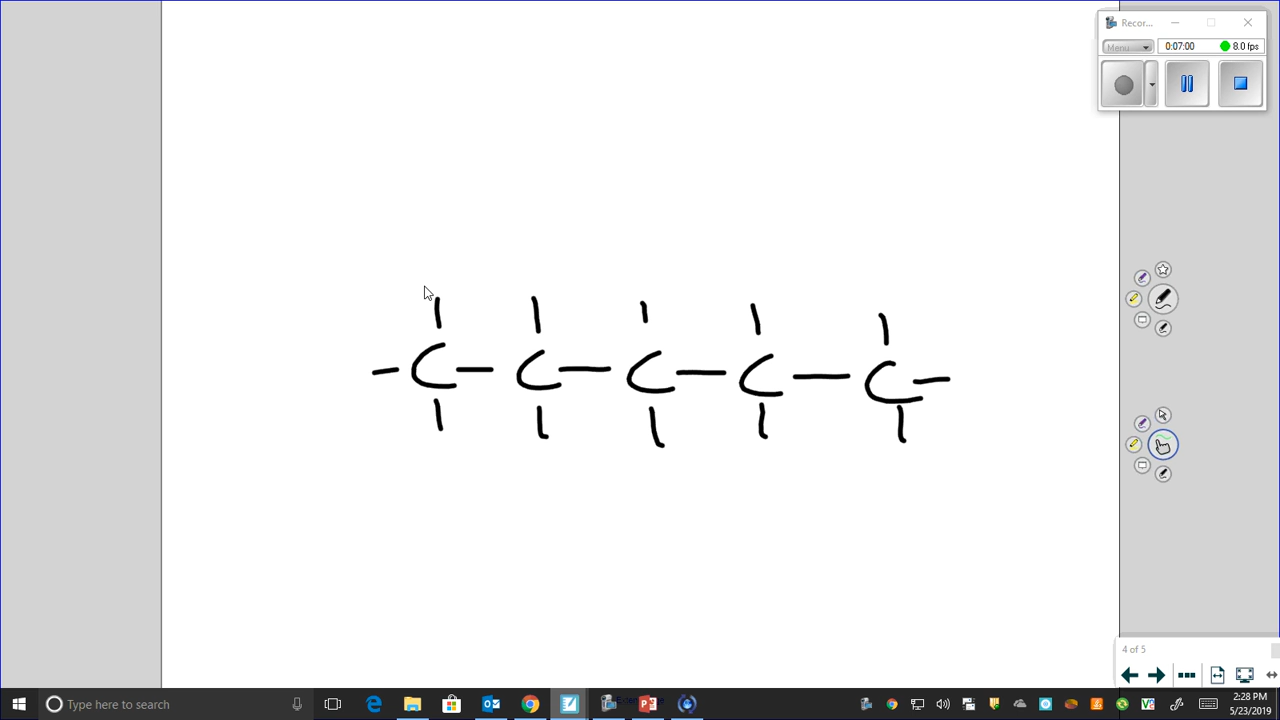 Recor...
Menu
0:07:00
8.0 fps
C C C C C
4 of 5
Type here to search
2:28 PM
5/23/2019